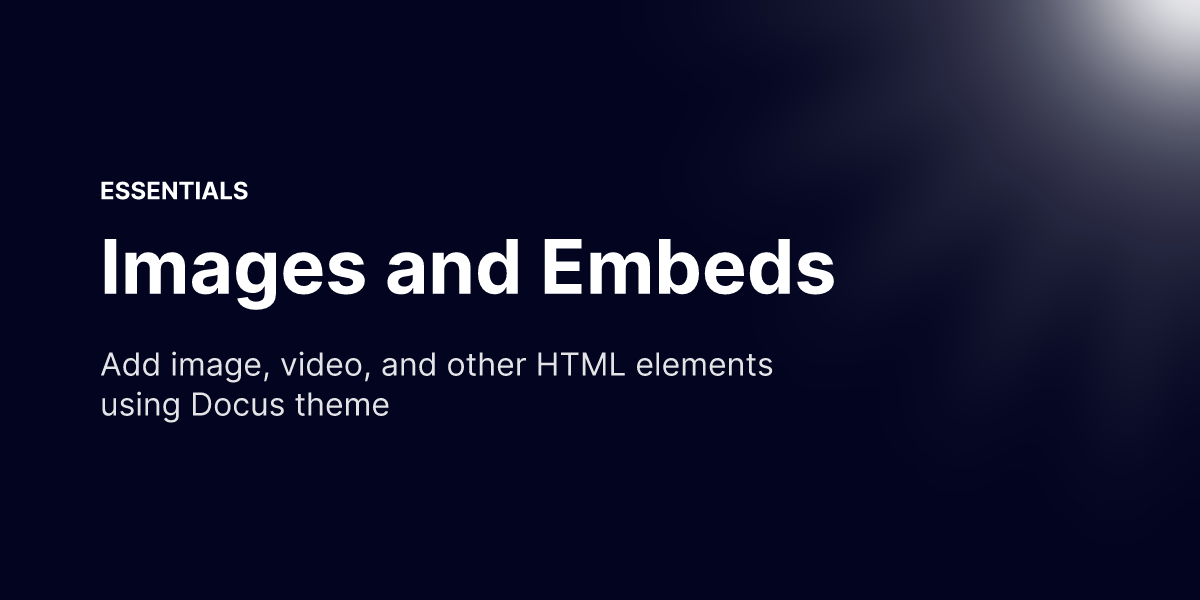 ESSENTIALS
Images and Embeds
Add image, video, and other HTML elements
using Docus theme